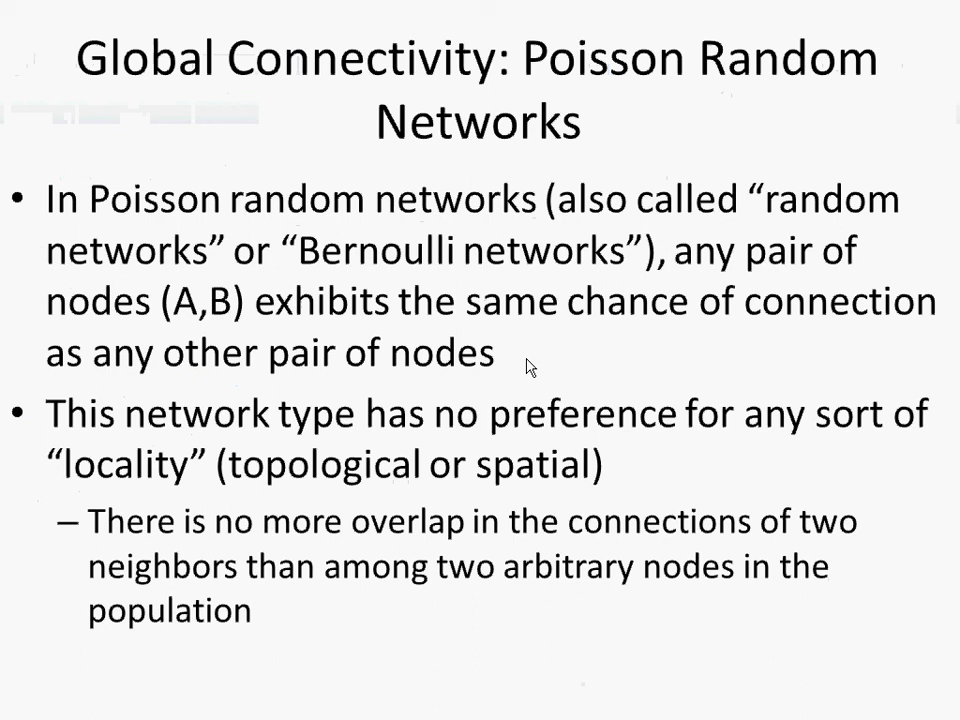 Global Connectivity: Poisson Random
Networks
• In Poisson random networks (also called “random
networks” or “Bernoulli networks”), any pair of
nodes (A,B) exhibits the same chance of connection
as any other pair of nodes
• This network type has no preference for any sort of
“locality” (topological or spatial)
– There is no more overlap in the connections of two
neighbors than among two arbitrary nodes in the
population